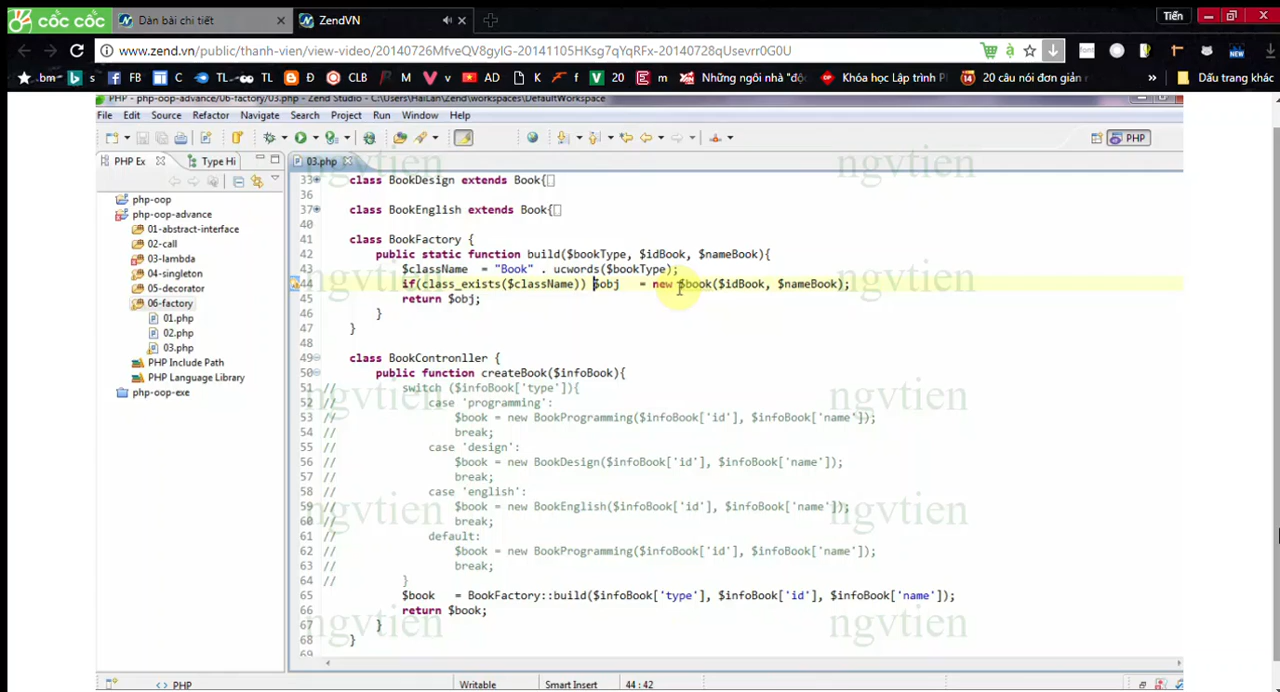 cốc cốc
Dàn bài chi tiết
ZendVN
Tiến
www.zend.vn/public/thanh-vien/view-video/20140726MfveQV8gyIG-20141105HKsg7qYqRFx-20140728qUsevrr0G0U
bm
s
FB
C
TL
TL
Đ
CLB
M
v
AD
K
f
20
m
Những ngôi nhà "độc
Khóa học Lập trình P
20 câu nói đơn giản
»
Dấu trang khác
PHP - php-oop-advance/06-factory/03.php - Zend Studio - C:\Users\HaiLan\Zend\workspaces\DefaultWorkspace
File Edit Source Refactor Navigate Search Project Run Window Help
PHP
PHP Ex
Type Hi
03.php
php-oop
php-oop-advance
01-abstract-interface
02-call
03-lambda
04-singleton
05-decorator
06-factory
01.php
02.php
03.php
PHP Include Path
PHP Language Library
php-oop-exe
33 class BookDesign extends Book{
36
37 class BookEnglish extends Book{
40
41 class BookFactory {
42 public static function build($bookType, $idBook, $nameBook){
43 $className = "Book" . ucwords($bookType);
44 if(class_exists($className)) $obj = new $book($idBook, $nameBook);
45 return $obj;
46 }
47 }
48
49 class BookContronller {
50 public function createBook($infoBook){
51 // switch ($infoBook['type']){
52 // case 'programming':
53 // $book = new BookProgramming($infoBook['id'], $infoBook['name']);
54 // break;
55 // case 'design':
56 // $book = new BookDesign($infoBook['id'], $infoBook['name']);
57 // break;
58 // case 'english':
59 // $book = new BookEnglish($infoBook['id'], $infoBook['name']);
60 // break;
61 // default:
62 // $book = new BookProgramming($infoBook['id'], $infoBook['name']);
63 // break;
64 // }
65 $book = BookFactory::build($infoBook['type'], $infoBook['id'], $infoBook['name']);
66 return $book;
67 }
68 }
69
ngvtien
ngvtien
ngvtien
ngvtien
ngvtien
ngvtien
ngvtien
ngvtien
PHP
Writable
Smart Insert
44 : 42